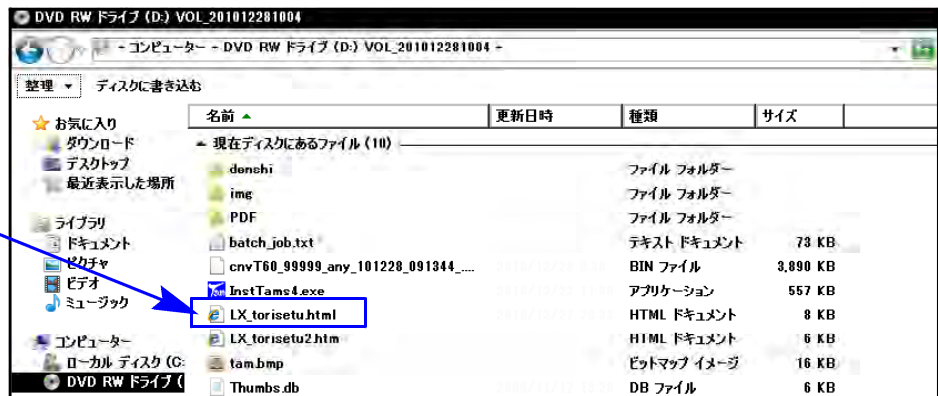 DVD RW ドライブ (D:) VOL_201012281004
- コンピューター - DVD RW ドライブ (D:) VOL_201012281004 -
整理 ▼ ディスクに書き込む
お気に入り
ダウンロード
デスクトップ
最近表示した場所
ライブラリ
ドキュメント
ピクチャ
ビデオ
ミュージック
コンピューター
ローカル ディスク (C:
DVD RW ドライブ (
名前 更新日時 種類 サイズ
現在ディスクにあるファイル (10)
denshi ファイル フォルダー
img ファイル フォルダー
PDF ファイル フォルダー
batch_job.txt テキスト ドキュメント 73 KB
cnvT60_99999_any_101228_091344_.... BIN ファイル 3,890 KB
InstTams4.exe アプリケーション 557 KB
LX_torisetu.html HTML ドキュメント 8 KB
LX_torisetu2.htm HTML ドキュメント 6 KB
tam.bmp ビットマップ イメージ 16 KB
Thumbs.db DB ファイル 6 KB